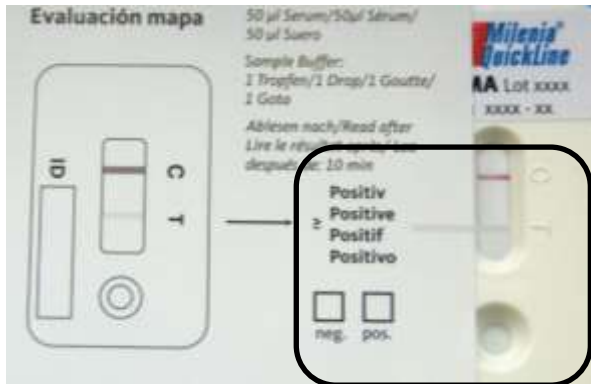 Evaluación mapa
50 µl Serum/50µl Sérum/
50 µl Suero
Sample Buffer:
1 Tropfen/1 Drop/1 Goutte/
1 Gota
Ablesen nach/Read after
Lire le résultat après/
después de: 10 min
ID
C
T
≥
Positiv
Positive
Positif
Positivo
neg. pos.
Milenia®
QuickLine
MA Lot xxxx
xxxx - xx
C
T